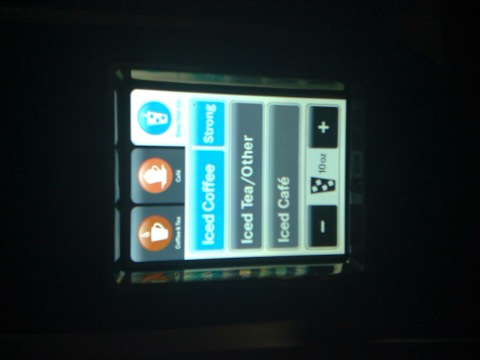 Coffee & Tea
Café
Iced Coffee Strong
Iced Tea/Other
Iced Café
− 10 oz +